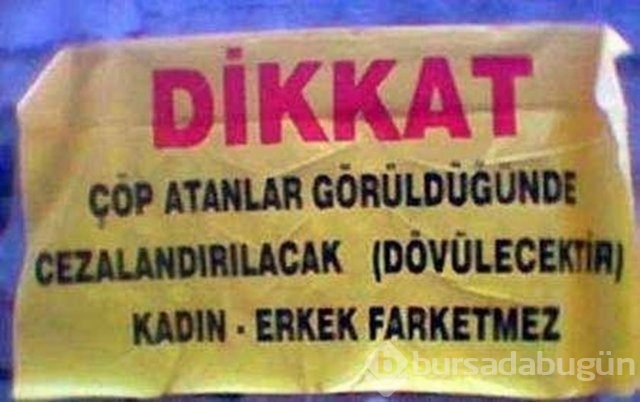 DİKKAT
ÇÖP ATANLAR GÖRÜLDÜĞÜNDE
CEZALANDIRILACAK (DÖVÜLECEKTİR)
KADIN - ERKEK FARKETMEZ
b bursadabugün